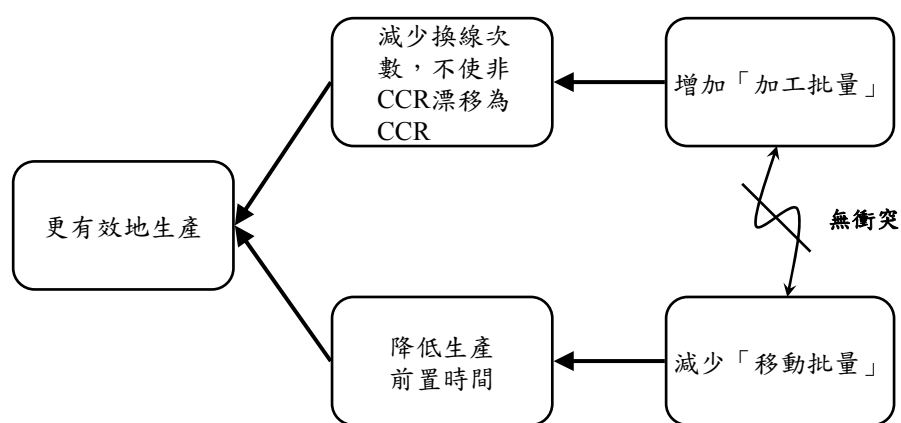 減少換線次
數，不使非
CCR漂移為
CCR
增加「加工批量」
更有效地生產
無衝突
降低生產
前置時間
減少「移動批量」